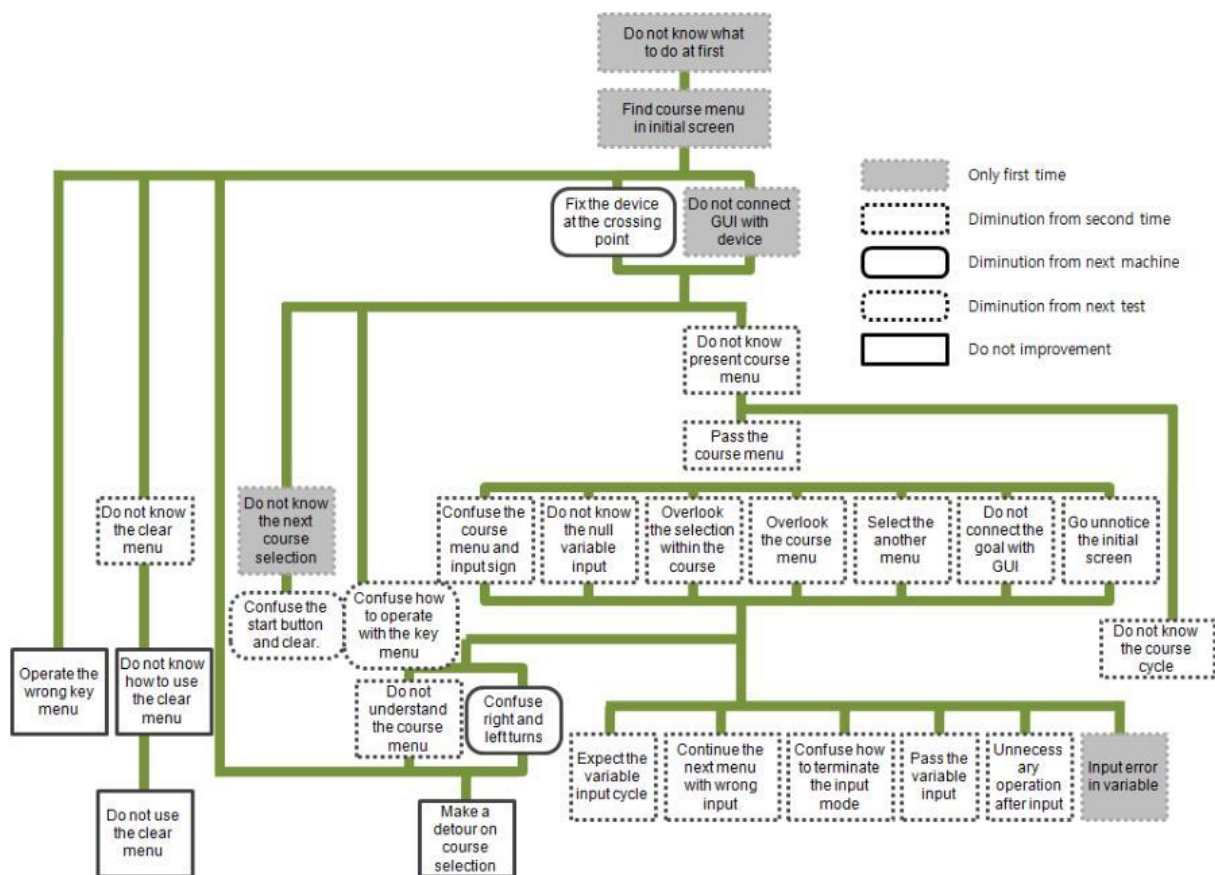 Do not know what
to do at first
Find course menu
in initial screen
Only first time
Fix the device
at the crossing
point
Do not connect
GUI with
device
Diminution from second time
Diminution from next machine
Diminution from next test
Do not improvement
Do not know
present course
menu
Pass the
course menu
Do not know
the clear
menu
Do not know
the next
course
selection
Confuse the
course
menu and
input sign
Do not know
the null
variable
input
Overlook
the selection
within the
course
Overlook
the course
menu
Select the
another
menu
Do not
connect the
goal with
GUI
Go unnotice
the initial
screen
Confuse the
start button
and clear.
Confuse how
to operate
with the key
menu
Do not know
the course
cycle
Operate the
wrong key
menu
Do not know
how to use
the clear
menu
Do not
understand
the course
menu
Confuse
right and
left turns
Expect the
variable
input cycle
Continue the
next menu
with wrong
input
Confuse how
to terminate
the input
mode
Pass the
variable
input
Unnecess
ary
operation
after input
Input error
in variable
Do not use
the clear
menu
Make a
detour on
course
selection